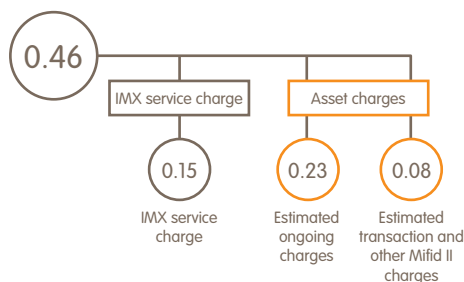 0.46
IMX service charge
Asset charges
0.15
0.23
0.08
IMX service
charge
Estimated
ongoing
charges
Estimated
transaction and
other Mifid II
charges